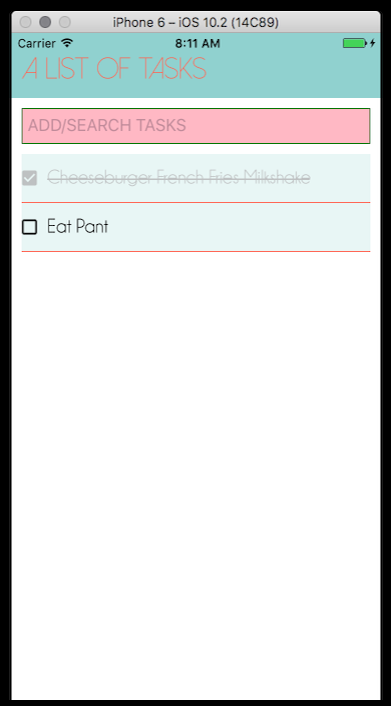 iPhone 6 – iOS 10.2 (14C89)
Carrier 8:11 AM
A LIST OF TASKS
ADD/SEARCH TASKS
Cheeseburger French Fries Milkshake
Eat Pant